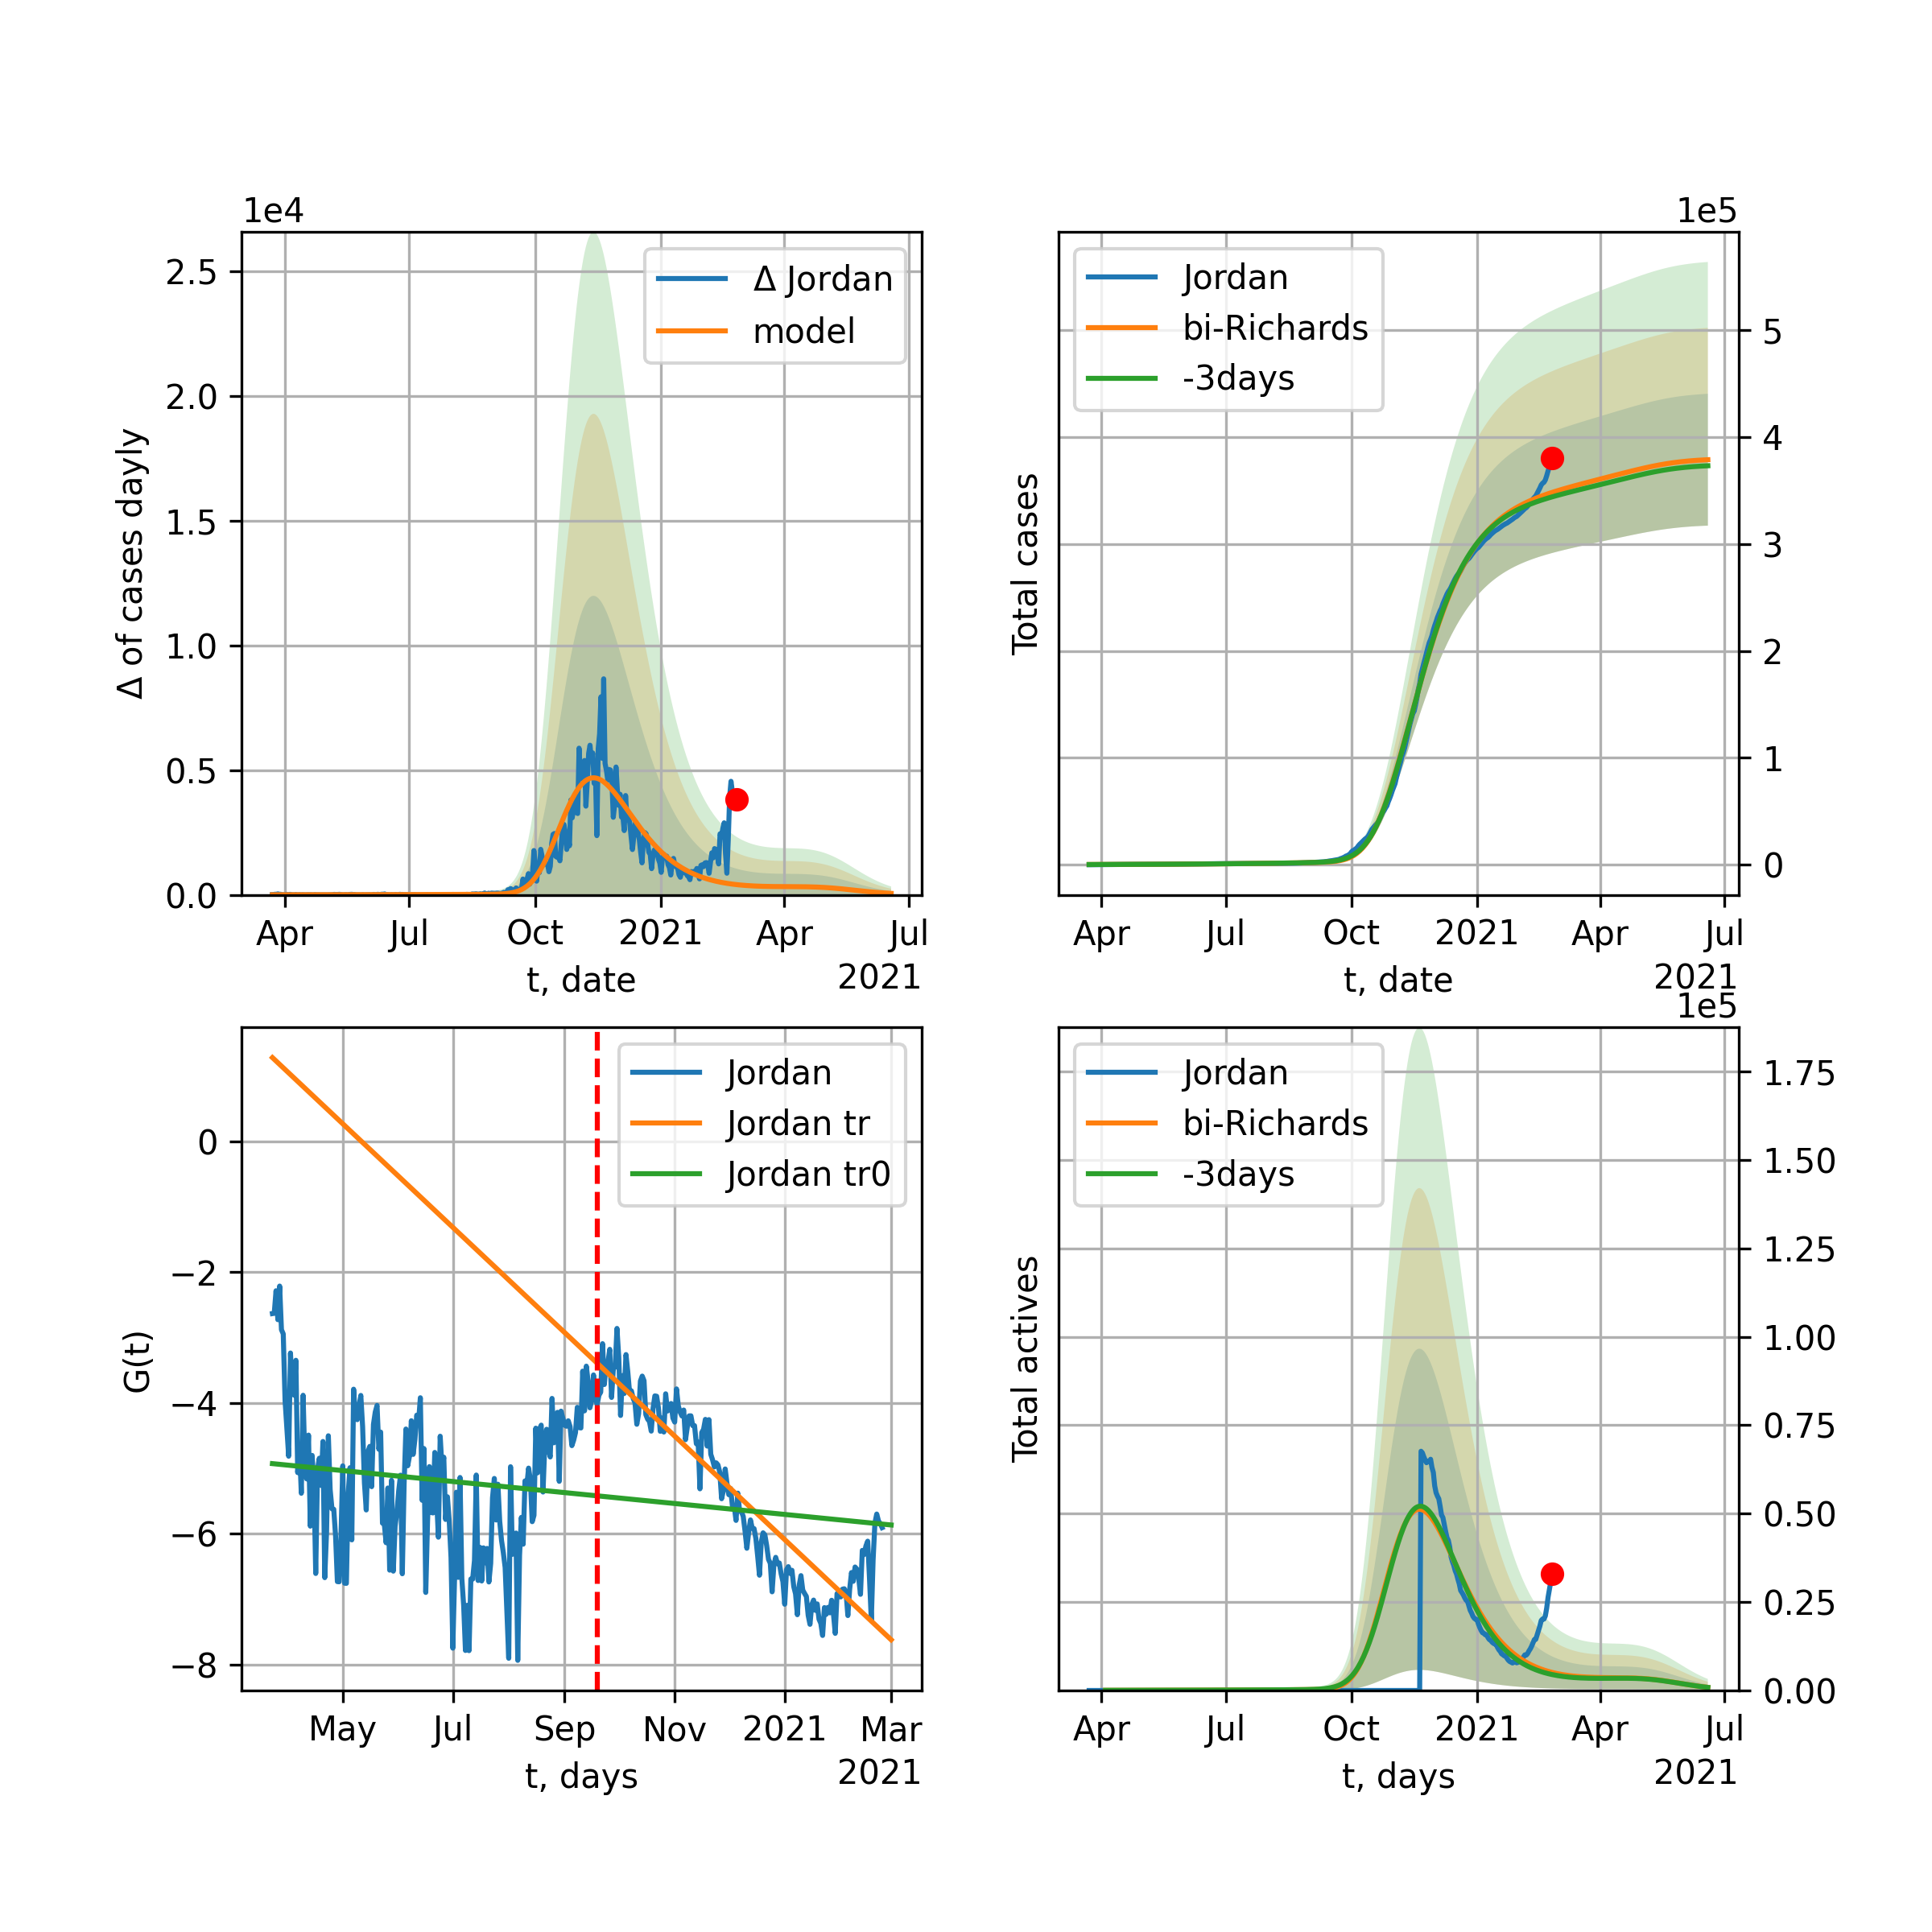 1e4
2.5
2.0
1.5
1.0
0.5
0.0
Δ of cases dayly
Δ Jordan
model
Apr Jul Oct 2021 Apr Jul
t, date
2021
1e5
Jordan
bi-Richards
-3days
5
4
3
2
1
0
Total cases
Apr Jul Oct 2021 Apr Jul
t, date
2021
0
−2
−4
−6
−8
G(t)
Jordan
Jordan tr
Jordan tr0
May Jul Sep Nov 2021 Mar
t, days
2021
1e5
Jordan
bi-Richards
-3days
1.75
1.50
1.25
1.00
0.75
0.50
0.25
0.00
Total actives
Apr Jul Oct 2021 Apr Jul
t, days
2021